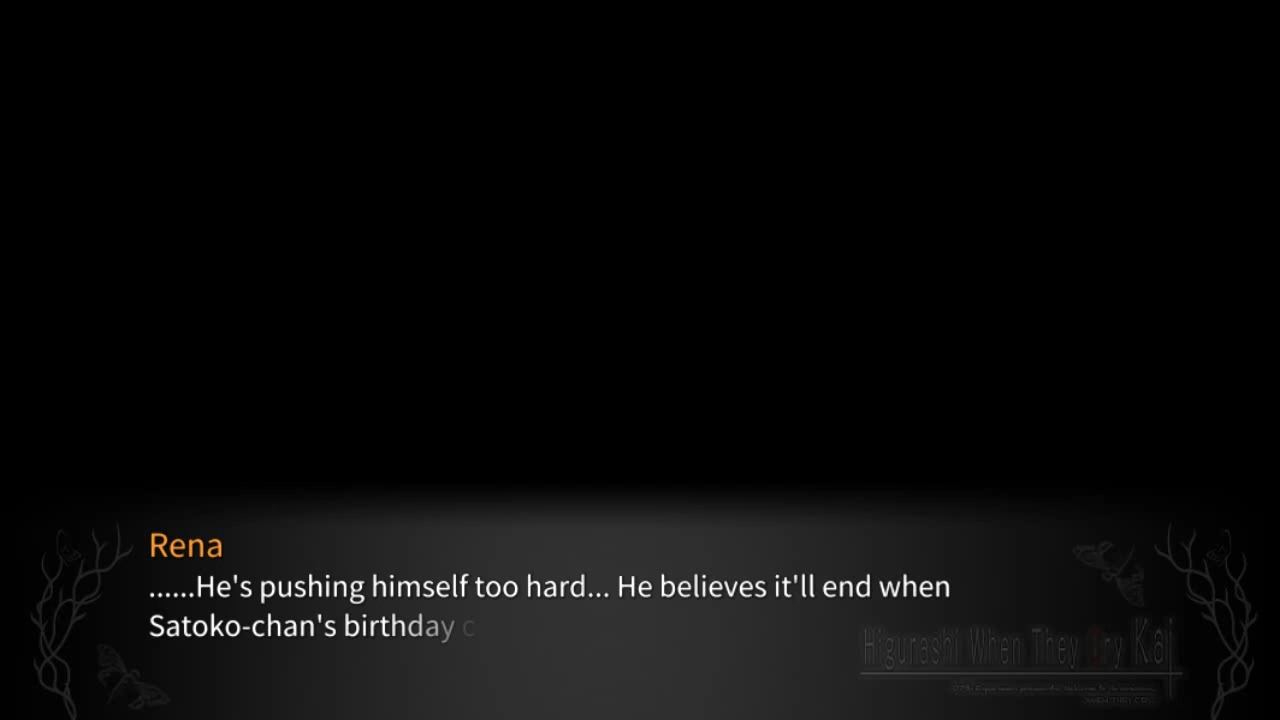 Rena
......He's pushing himself too hard... He believes it'll end when
Satoko-chan's birthday c
Higurashi When They Cry Kai